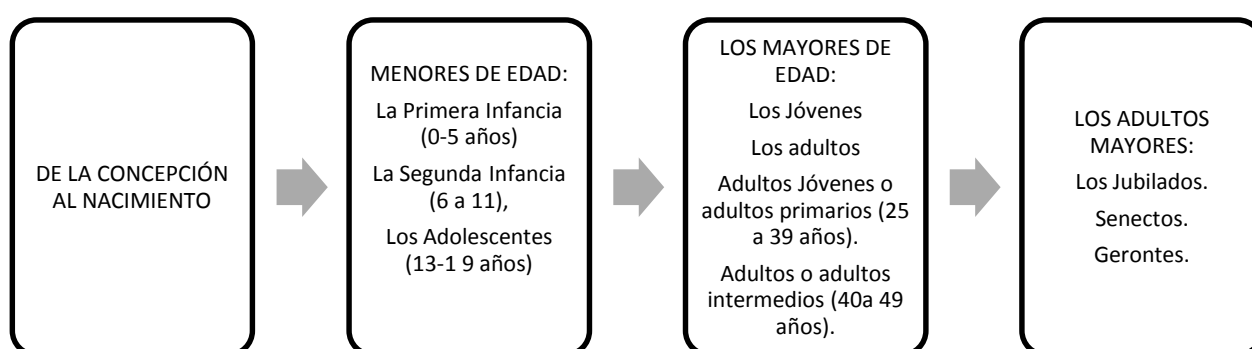 DE LA CONCEPCIÓN
AL NACIMIENTO
MENORES DE EDAD:
La Primera Infancia
(0-5 años)
La Segunda Infancia
(6 a 11),
Los Adolescentes
(13-1 9 años)
LOS MAYORES DE
EDAD:
Los Jóvenes
Los adultos
Adultos Jóvenes o
adultos primarios (25
a 39 años).
Adultos o adultos
intermedios (40a 49
años).
LOS ADULTOS
MAYORES:
Los Jubilados.
Senectos.
Gerontes.